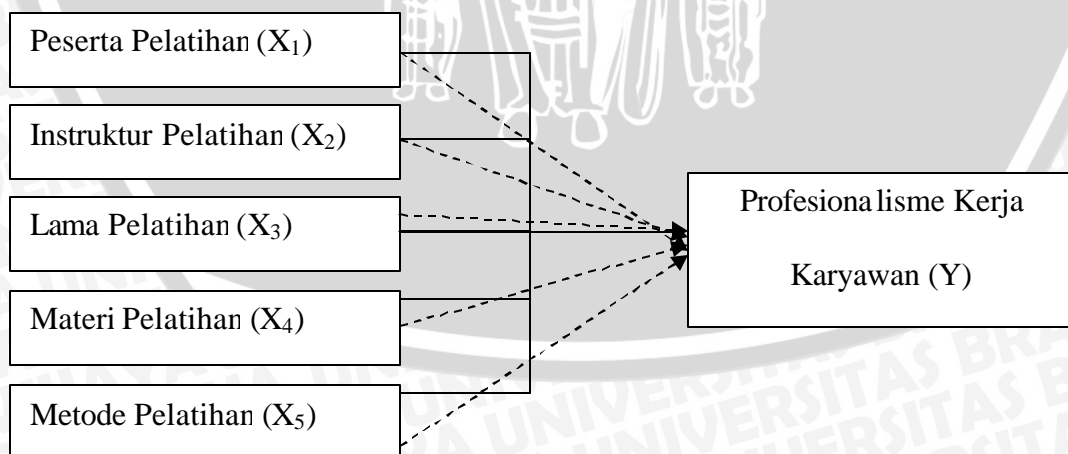 Peserta Pelatihan (X₁)
Instruktur Pelatihan (X₂)
Lama Pelatihan (X₃)
Materi Pelatihan (X₄)
Metode Pelatihan (X₅)
Profesionalisme Kerja
Karyawan (Y)